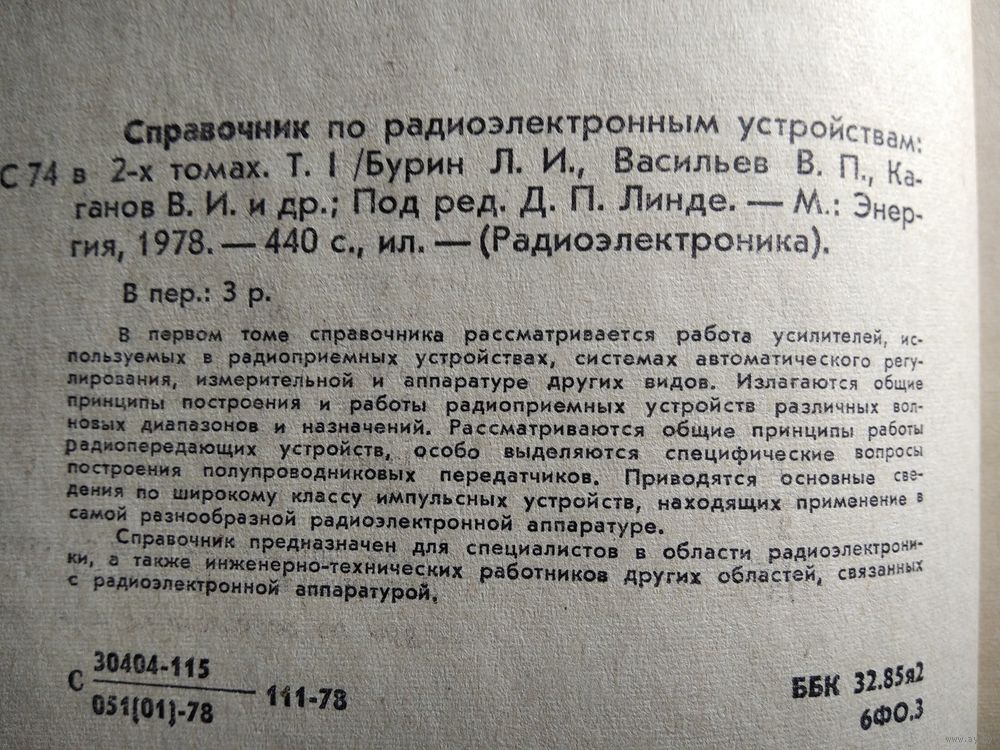 Справочник по радиоэлектронным устройствам:
С 74 в 2-х томах. Т. I /Бурин Л. И., Васильев В. П., Ка-
ганов В. И. и др.; Под ред. Д. П. Линде. — М.: Энер-
гия, 1978. — 440 с., ил. — (Радиоэлектроника).
В пер.: 3 р.
В первом томе справочника рассматривается работа усилителей, ис-
пользуемых в радиоприемных устройствах, системах автоматического регу-
лирования, измерительной и аппаратуре других видов. Излагаются общие
принципы построения и работы радиоприемных устройств различных вол-
новых диапазонов и назначений. Рассматриваются общие принципы работы
радиопередающих устройств, особо выделяются специфические вопросы
построения полупроводниковых передатчиков. Приводятся основные све-
дения по широкому классу импульсных устройств, находящих применение в
самой разнообразной радиоэлектронной аппаратуре.
Справочник предназначен для специалистов в области радиоэлектрони-
ки, а также инженерно-технических работников других областей, связанных
с радиоэлектронной аппаратурой.
С 30404-115
051(01)-78 111-78
ББК 32.85я2
6Ф0.3